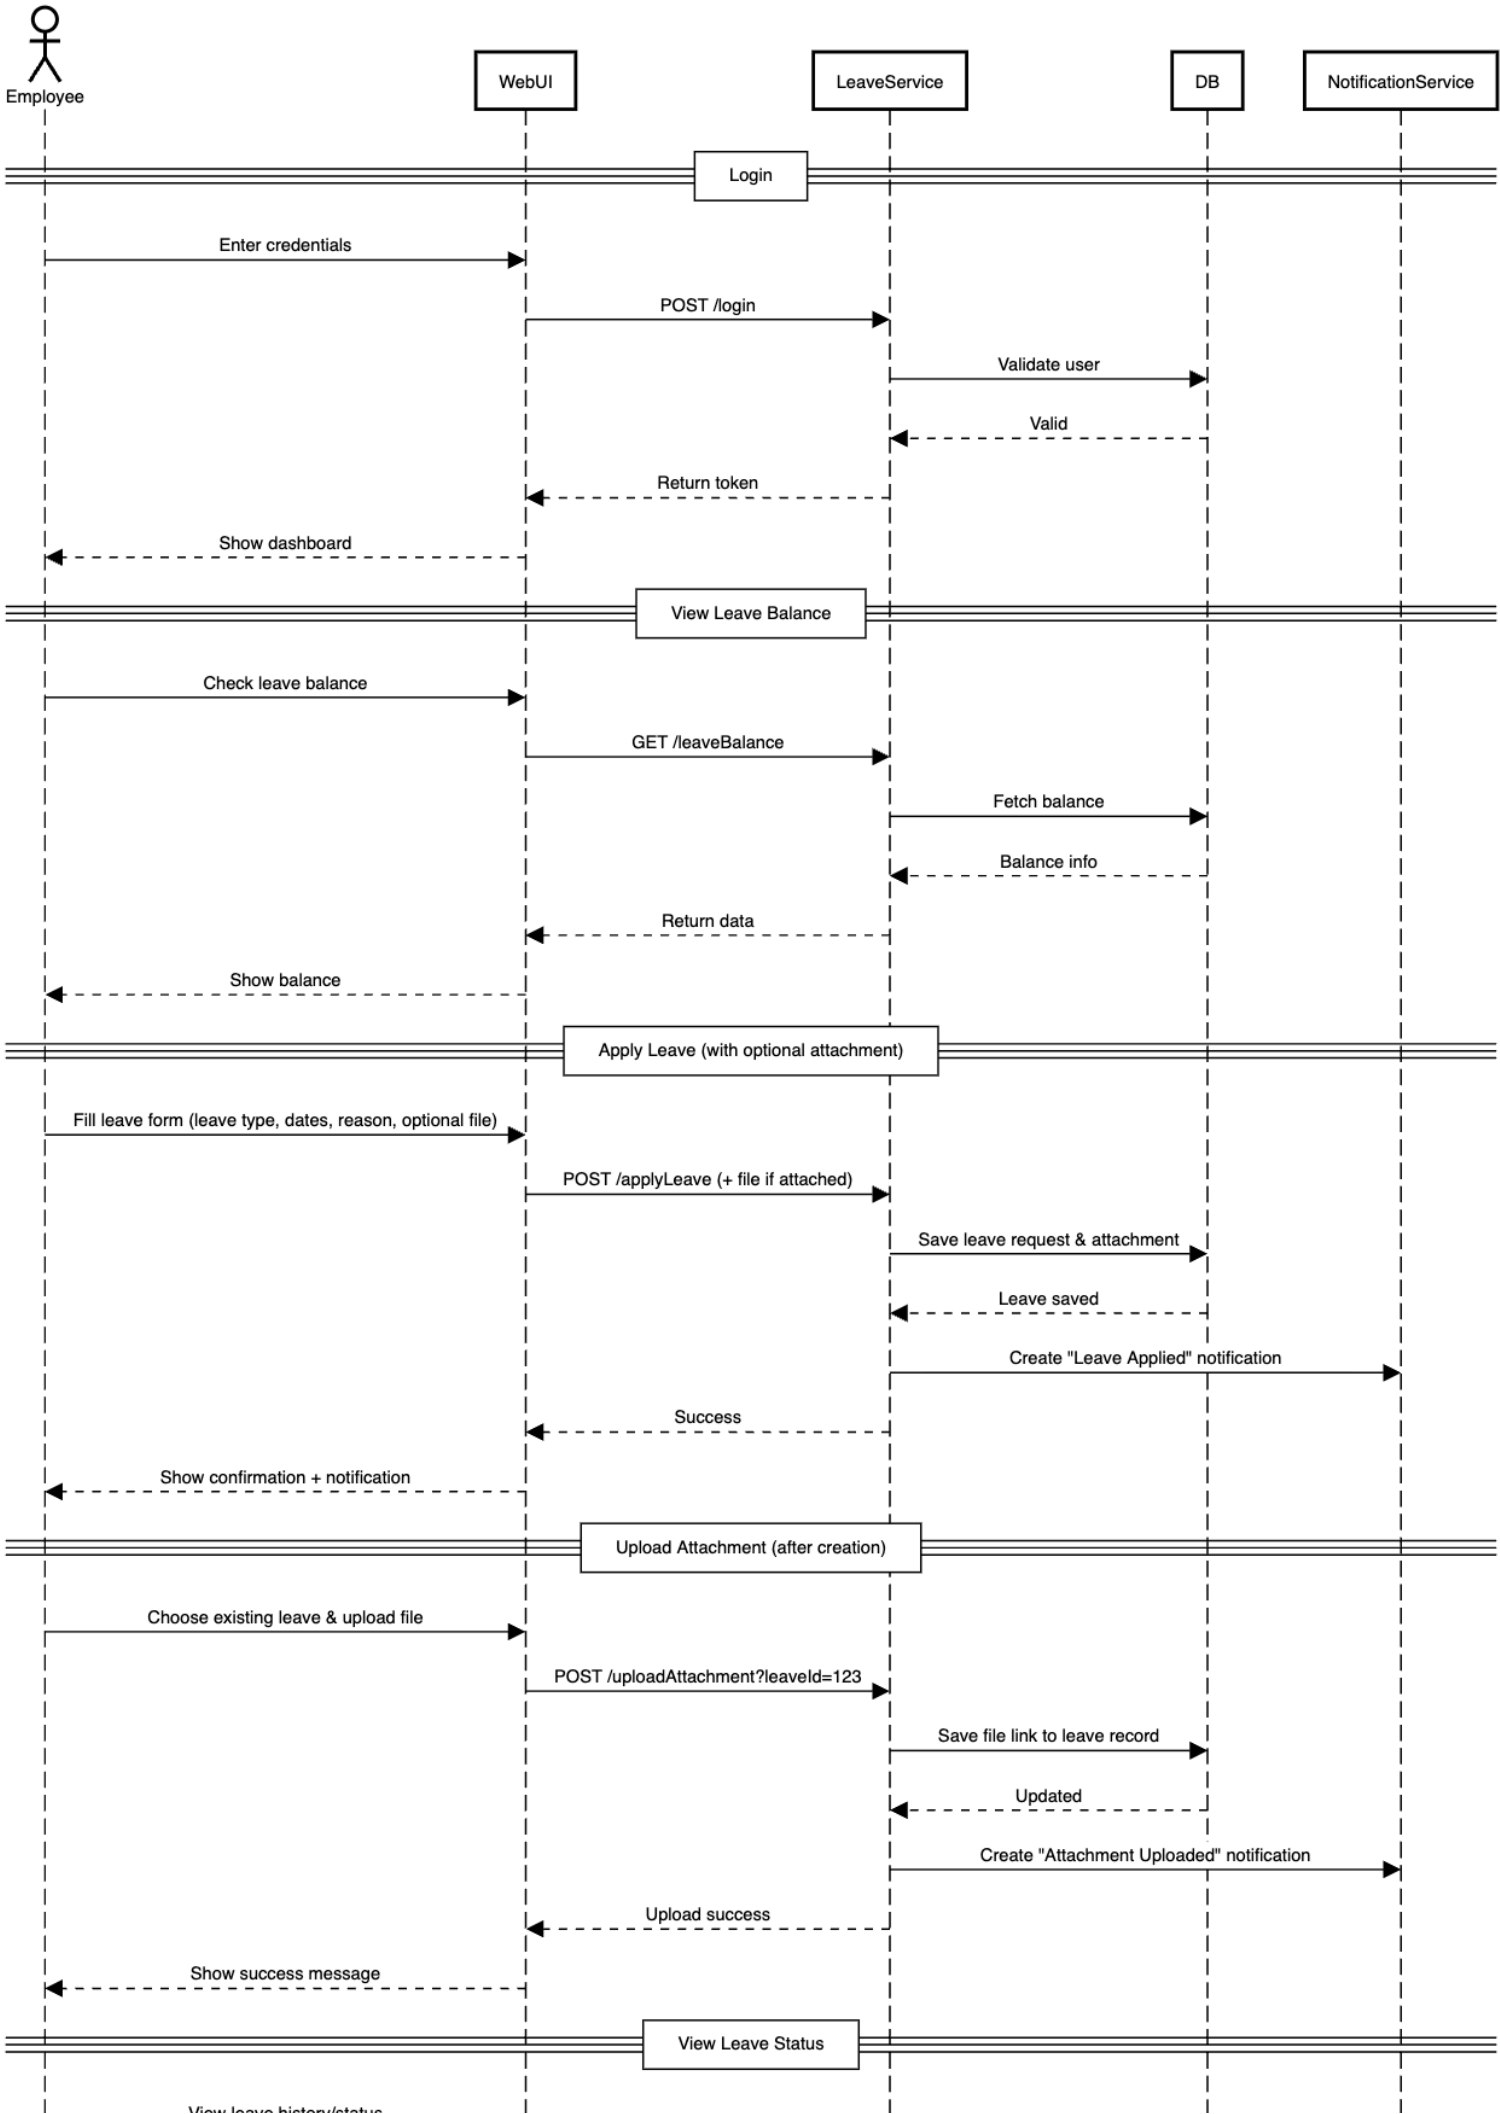 Employee
WebUI
LeaveService
DB
NotificationService
Login
Enter credentials
POST /login
Validate user
Valid
Return token
Show dashboard
View Leave Balance
Check leave balance
GET /leaveBalance
Fetch balance
Balance info
Return data
Show balance
Apply Leave (with optional attachment)
Fill leave form (leave type, dates, reason, optional file)
POST /applyLeave (+ file if attached)
Save leave request & attachment
Leave saved
Create "Leave Applied" notification
Success
Show confirmation + notification
Upload Attachment (after creation)
Choose existing leave & upload file
POST /uploadAttachment?leaveId=123
Save file link to leave record
Updated
Create "Attachment Uploaded" notification
Upload success
Show success message
View Leave Status
View leave history/status